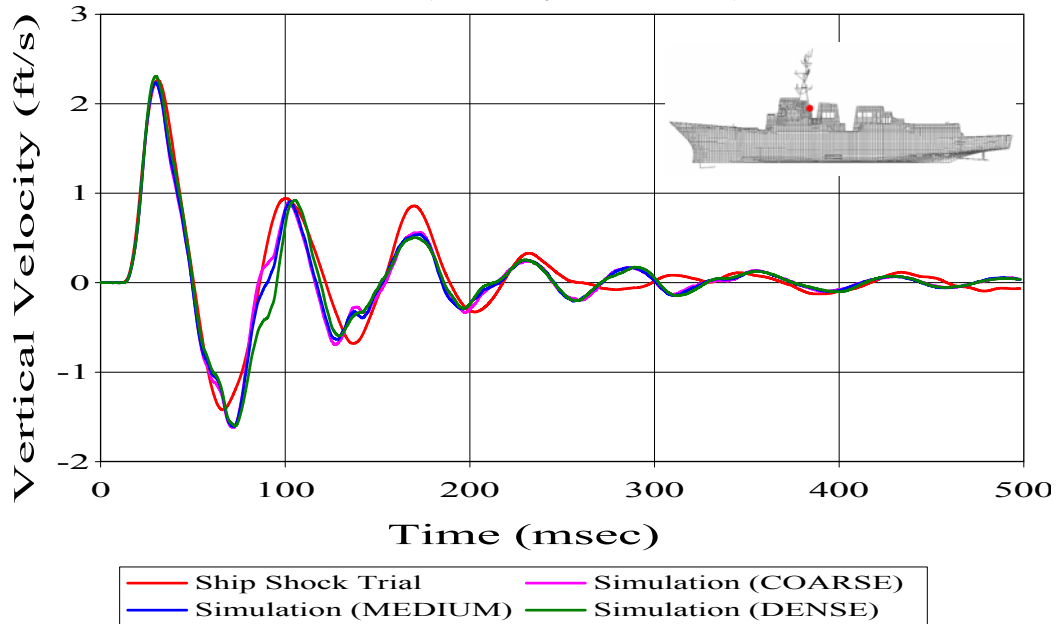 3
2
1
0
-1
-2
Vertical Velocity (ft/s)
0 100 200 300 400 500
Time (msec)
Ship Shock Trial Simulation (COARSE)
Simulation (MEDIUM) Simulation (DENSE)